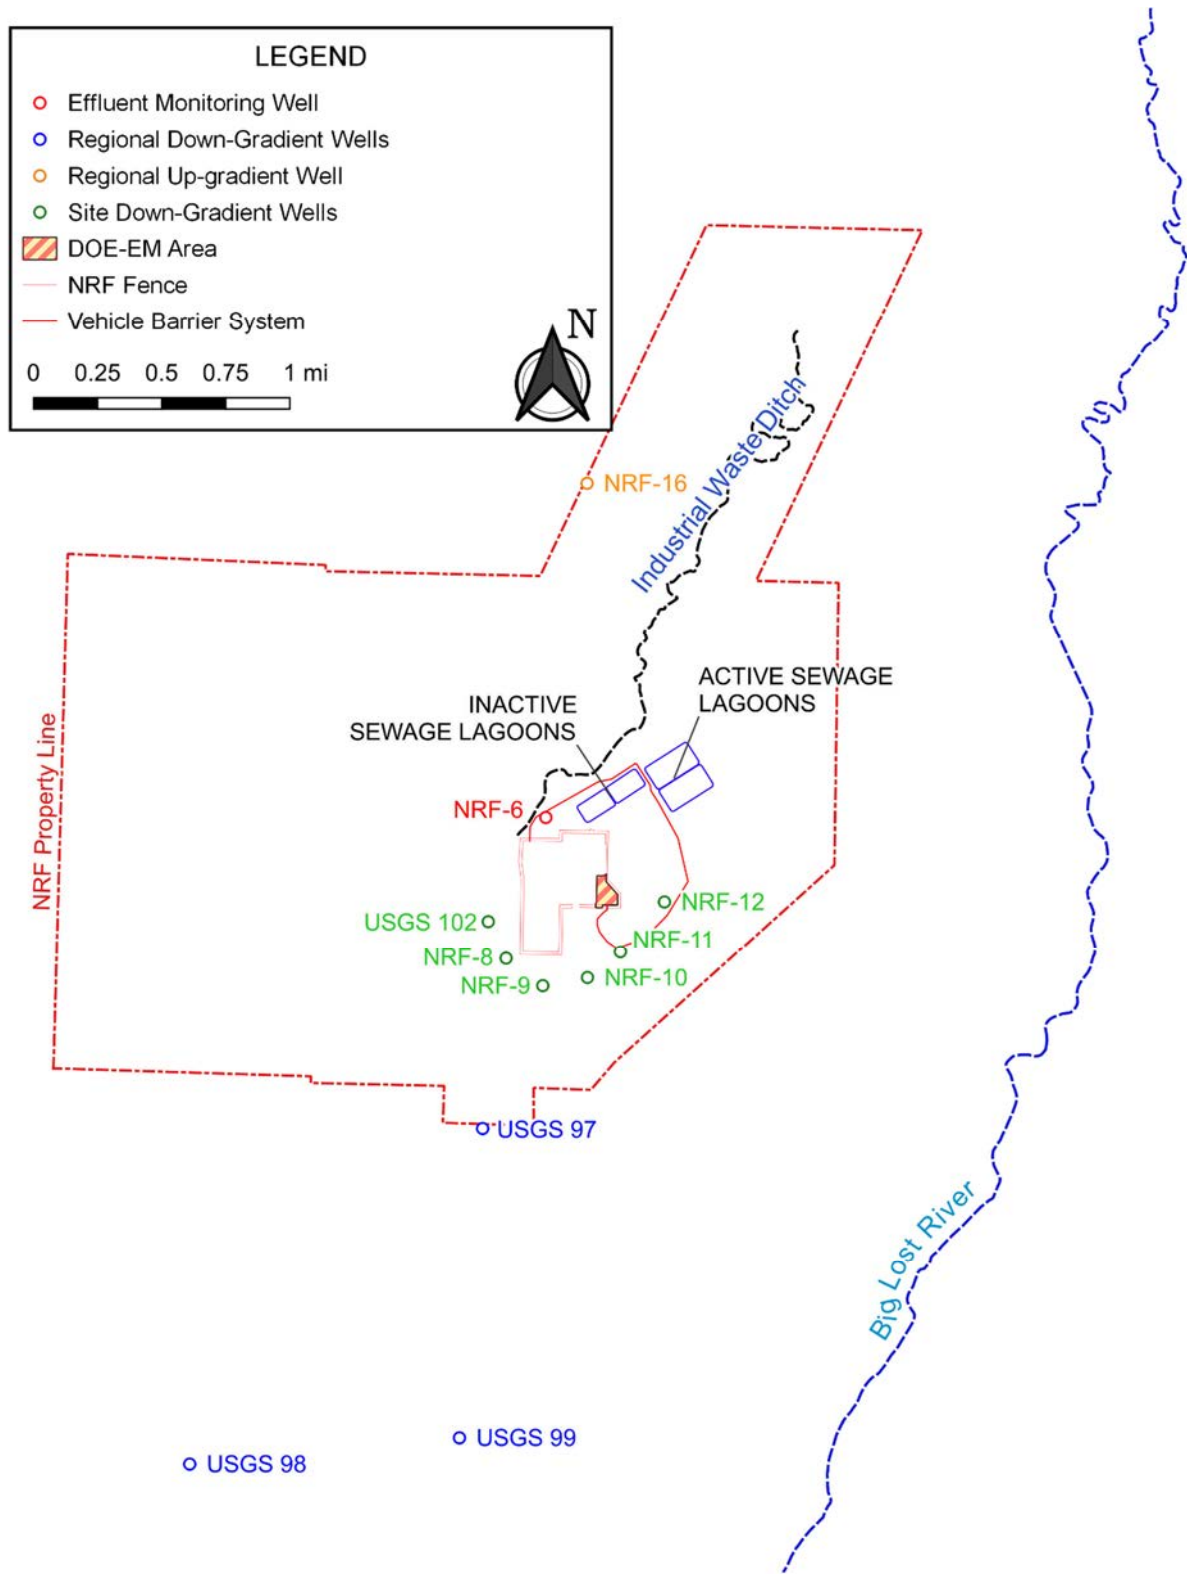 LEGEND
Effluent Monitoring Well
Regional Down-Gradient Wells
Regional Up-gradient Well
Site Down-Gradient Wells
DOE-EM Area
NRF Fence
Vehicle Barrier System
N
0 0.25 0.5 0.75 1 mi
NRF-16
Industrial Waste Ditch
ACTIVE SEWAGE
LAGOONS
INACTIVE
SEWAGE LAGOONS
NRF Property Line
NRF-6
NRF-12
USGS 102
NRF-11
NRF-8
NRF-10
NRF-9
USGS 97
Big Lost River
USGS 99
USGS 98